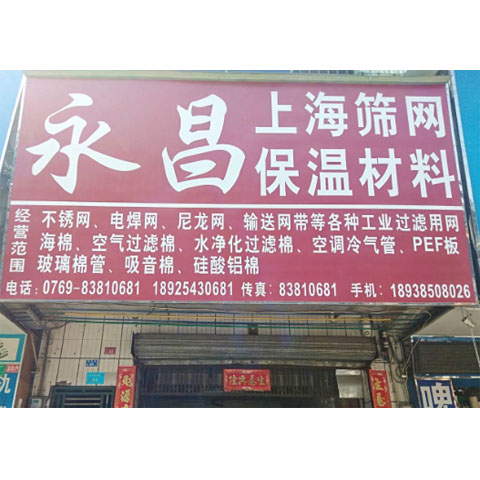 永昌
上海筛网
保温材料
经营范围
不锈网、电焊网、尼龙网、输送网带等各种工业过滤用网
海棉、空气过滤棉、水净化过滤棉、空调冷气管、PEF板
玻璃棉管、吸音棉、硅酸铝棉
电话：0769-83810681 18925430681 传真：83810681 手机：18938508026
啤